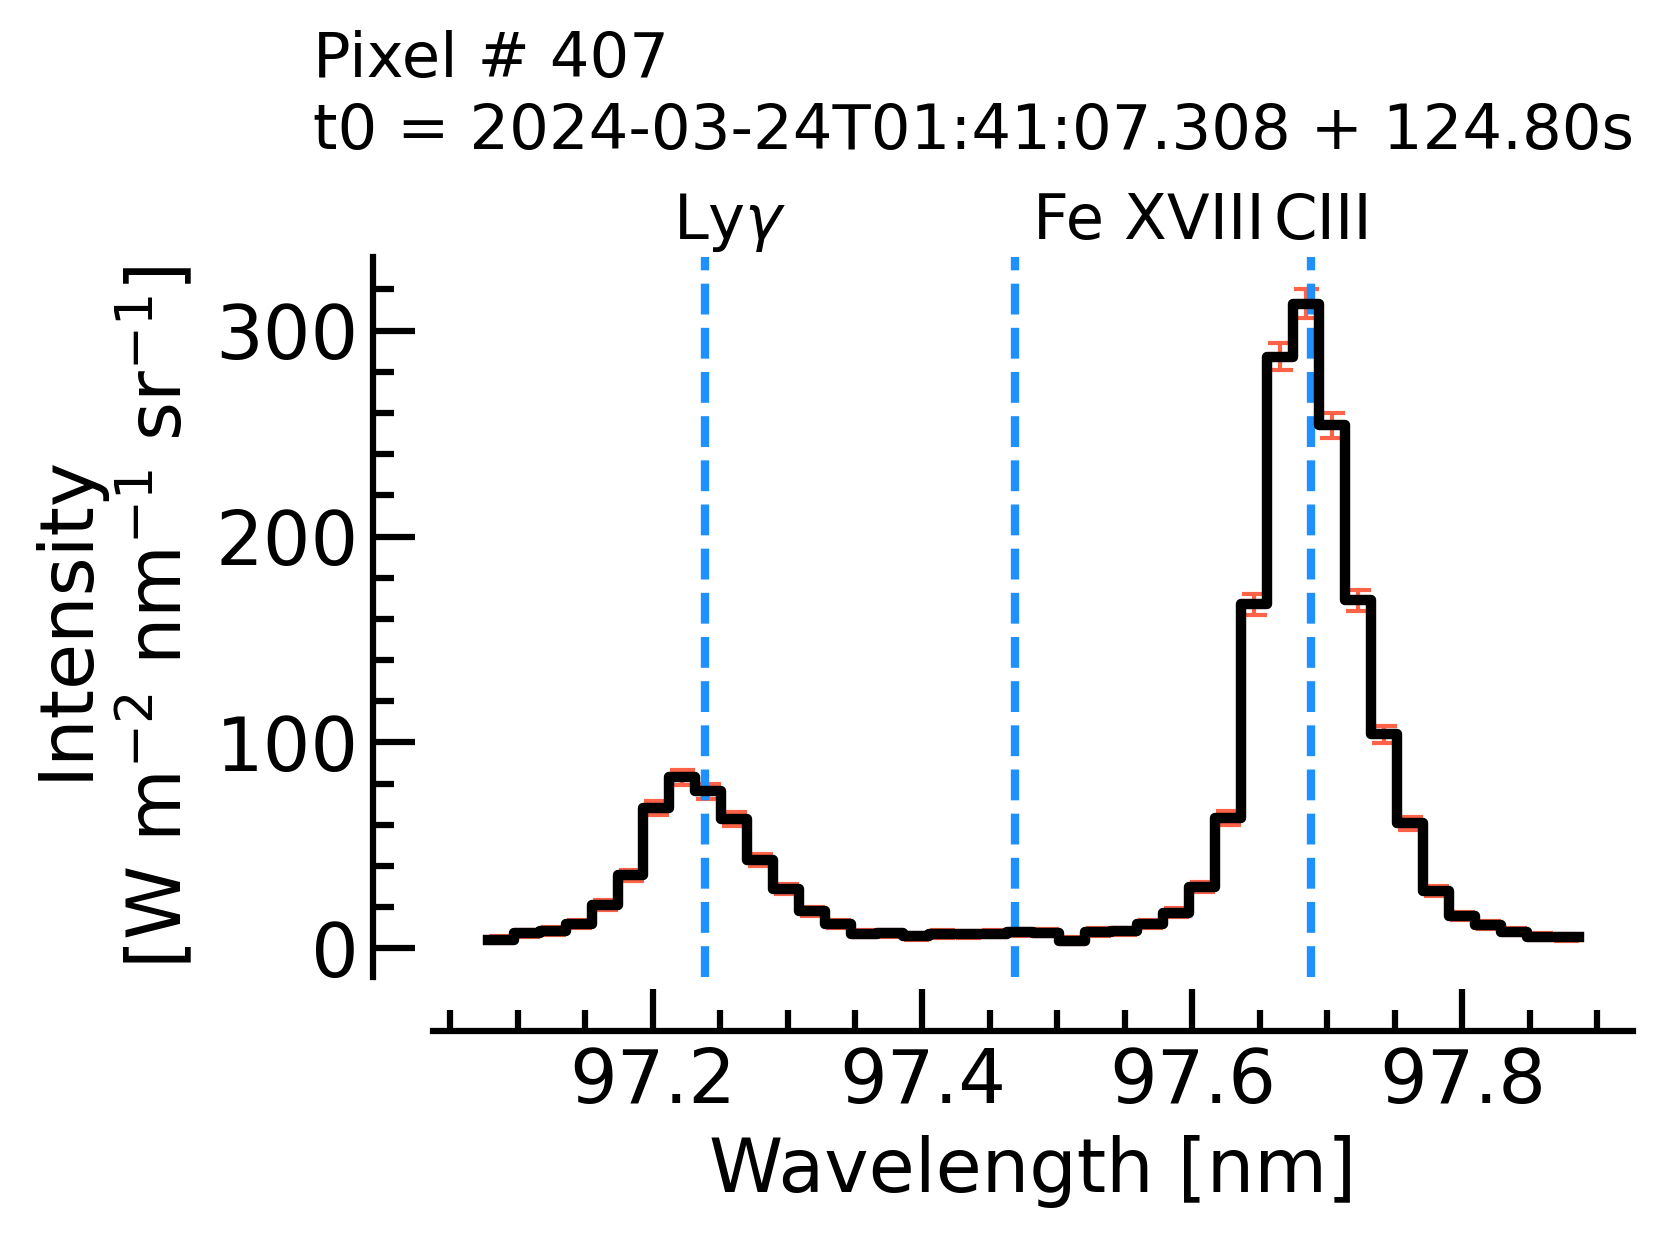 Pixel # 407
t0 = 2024-03-24T01:41:07.308 + 124.80s
Lyγ Fe XVIII CIII
Intensity
[W m⁻² nm⁻¹ sr⁻¹]
300
200
100
0
97.2 97.4 97.6 97.8
Wavelength [nm]